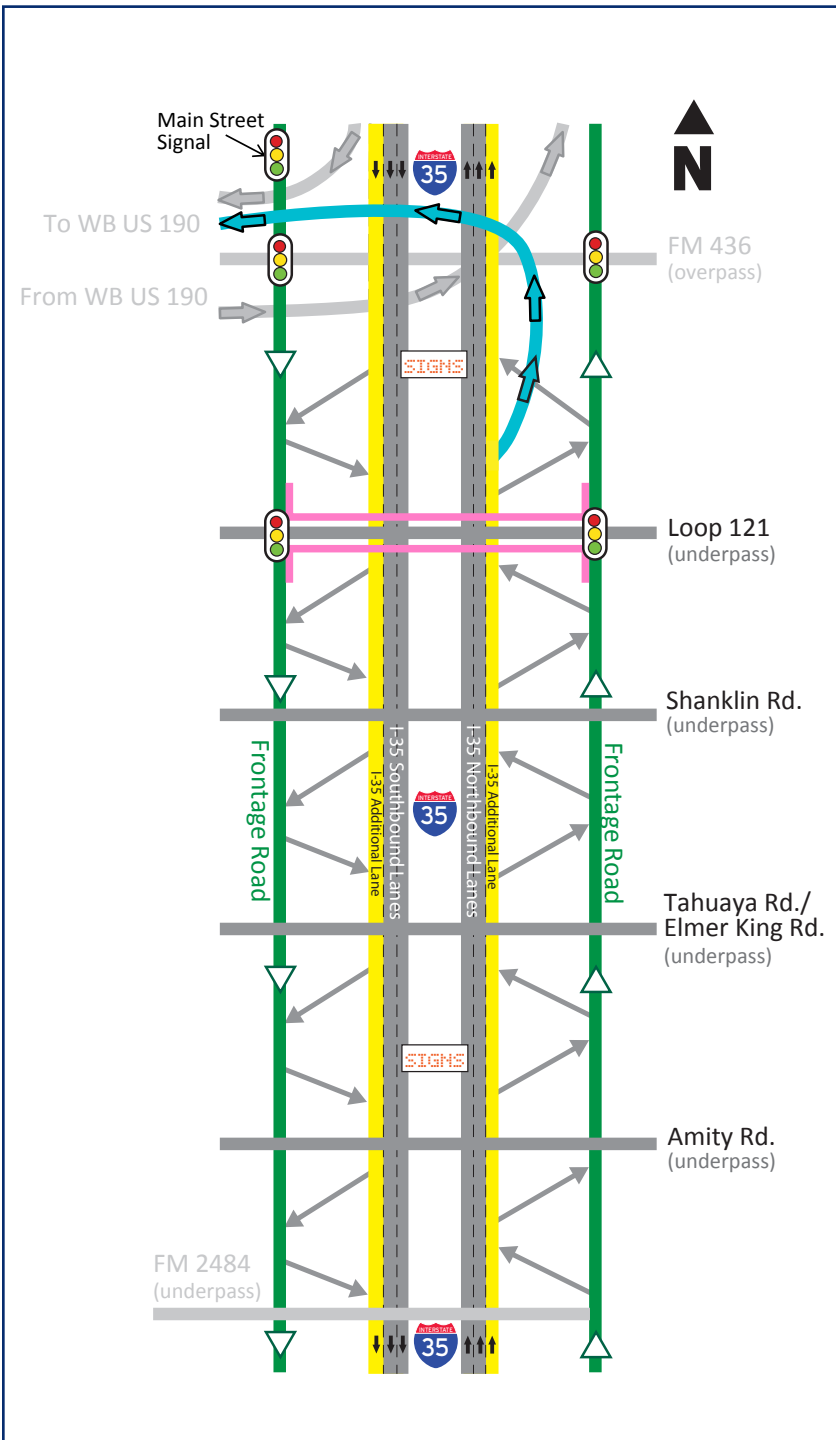 Main Street
Signal
INTERSTATE
35
N
To WB US 190
FM 436
(overpass)
From WB US 190
SIGNS
Loop 121
(underpass)
Shanklin Rd.
(underpass)
Frontage Road
I-35 Additional Lane
I-35 Southbound Lanes
INTERSTATE
35
I-35 Northbound Lanes
I-35 Additional Lane
Frontage Road
Tahuaya Rd./
Elmer King Rd.
(underpass)
SIGNS
Amity Rd.
(underpass)
FM 2484
(underpass)
INTERSTATE
35